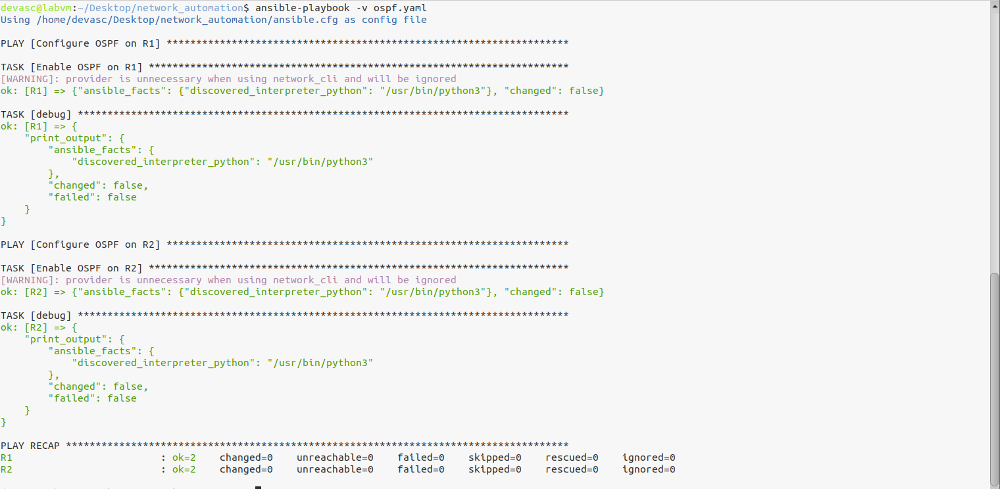 devasc@labvm:~/Desktop/network_automation$ ansible-playbook -v ospf.yaml
Using /home/devasc/Desktop/network_automation/ansible.cfg as config file
PLAY [Configure OSPF on R1] ********************************************************************
TASK [Enable OSPF on R1] ***********************************************************************
[WARNING]: provider is unnecessary when using network_cli and will be ignored
ok: [R1] => {"ansible_facts": {"discovered_interpreter_python": "/usr/bin/python3"}, "changed": false}
TASK [debug] ***********************************************************************************
ok: [R1] => {
    "print_output": {
        "ansible_facts": {
            "discovered_interpreter_python": "/usr/bin/python3"
        },
        "changed": false,
        "failed": false
    }
}
PLAY [Configure OSPF on R2] ********************************************************************
TASK [Enable OSPF on R2] ***********************************************************************
[WARNING]: provider is unnecessary when using network_cli and will be ignored
ok: [R2] => {"ansible_facts": {"discovered_interpreter_python": "/usr/bin/python3"}, "changed": false}
TASK [debug] ***********************************************************************************
ok: [R2] => {
    "print_output": {
        "ansible_facts": {
            "discovered_interpreter_python": "/usr/bin/python3"
        },
        "changed": false,
        "failed": false
    }
}
PLAY RECAP *************************************************************************************
R1                         : ok=2    changed=0    unreachable=0    failed=0    skipped=0    rescued=0    ignored=0
R2                         : ok=2    changed=0    unreachable=0    failed=0    skipped=0    rescued=0    ignored=0